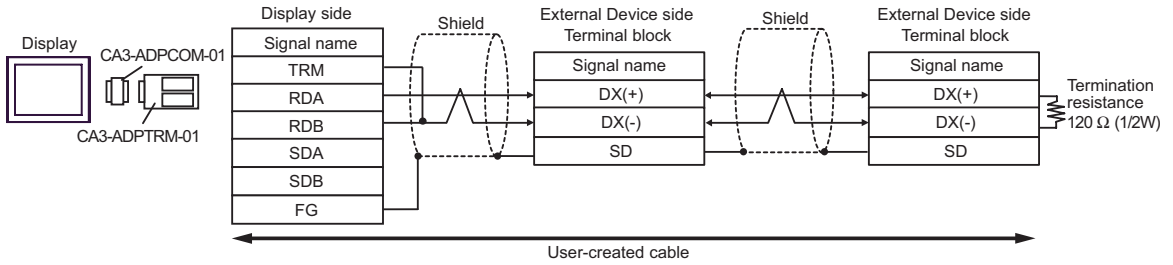 Display
CA3-ADPCOM-01
CA3-ADPTRM-01
Display side
Signal name
TRM
RDA
RDB
SDA
SDB
FG
Shield
External Device side
Terminal block
Signal name
DX(+)
DX(-)
SD
Shield
External Device side
Terminal block
Signal name
DX(+)
DX(-)
SD
Termination
resistance
120 Ω (1/2W)
User-created cable